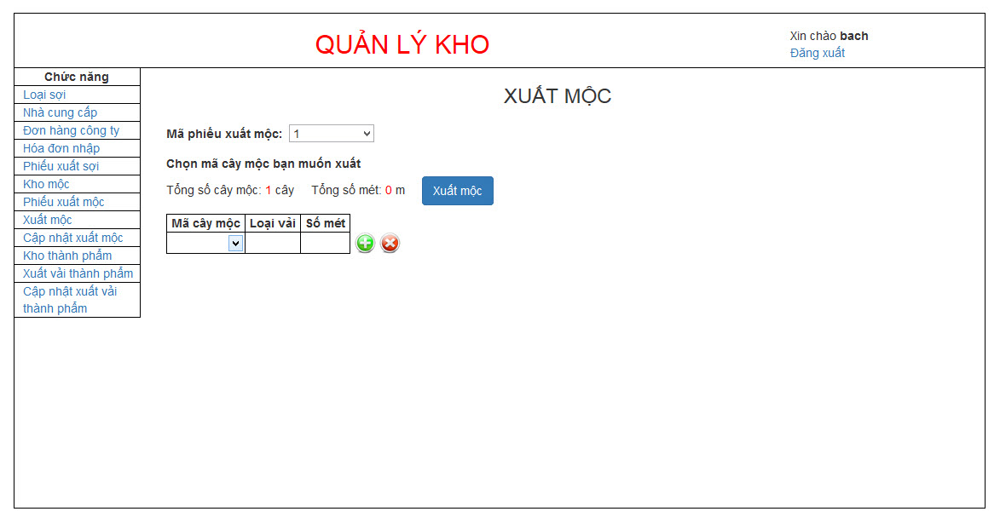 QUẢN LÝ KHO
Xin chào bach
Đăng xuất
Chức năng
Loại sợi
Nhà cung cấp
Đơn hàng công ty
Hóa đơn nhập
Phiếu xuất sợi
Kho mộc
Phiếu xuất mộc
Xuất mộc
Cập nhật xuất mộc
Kho thành phẩm
Xuất vải thành phẩm
Cập nhật xuất vải
thành phẩm
XUẤT MỘC
Mã phiếu xuất mộc: 1
Chọn mã cây mộc bạn muốn xuất
Tổng số cây mộc: 1 cây Tổng số mét: 0 m Xuất mộc
Mã cây mộc Loại vải Số mét